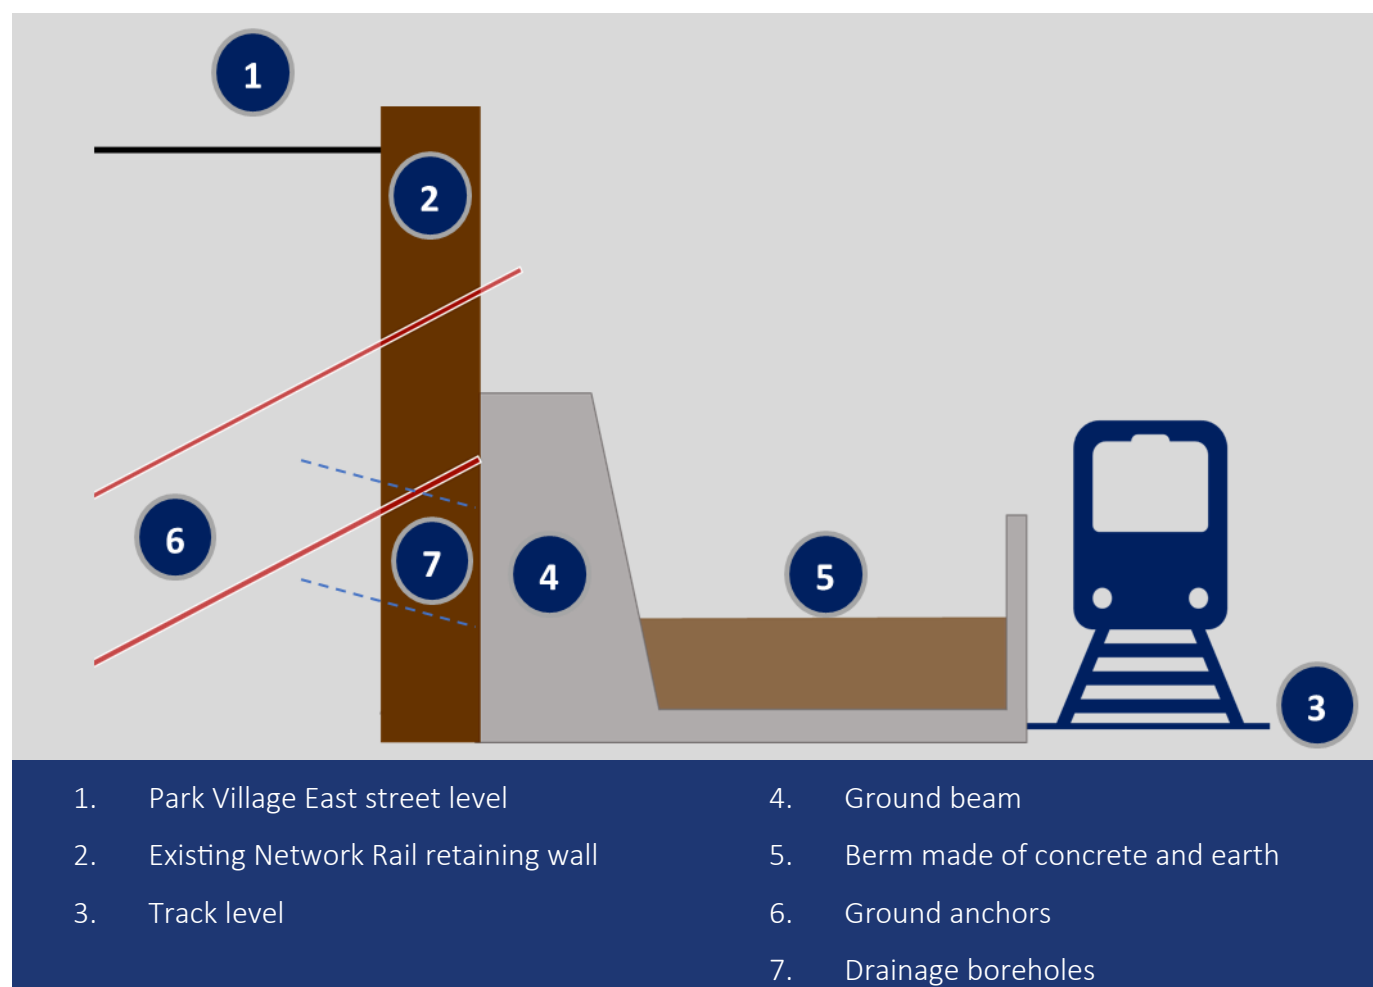 1
2
6
7
4
5
3
1. Park Village East street level
2. Existing Network Rail retaining wall
3. Track level
4. Ground beam
5. Berm made of concrete and earth
6. Ground anchors
7. Drainage boreholes